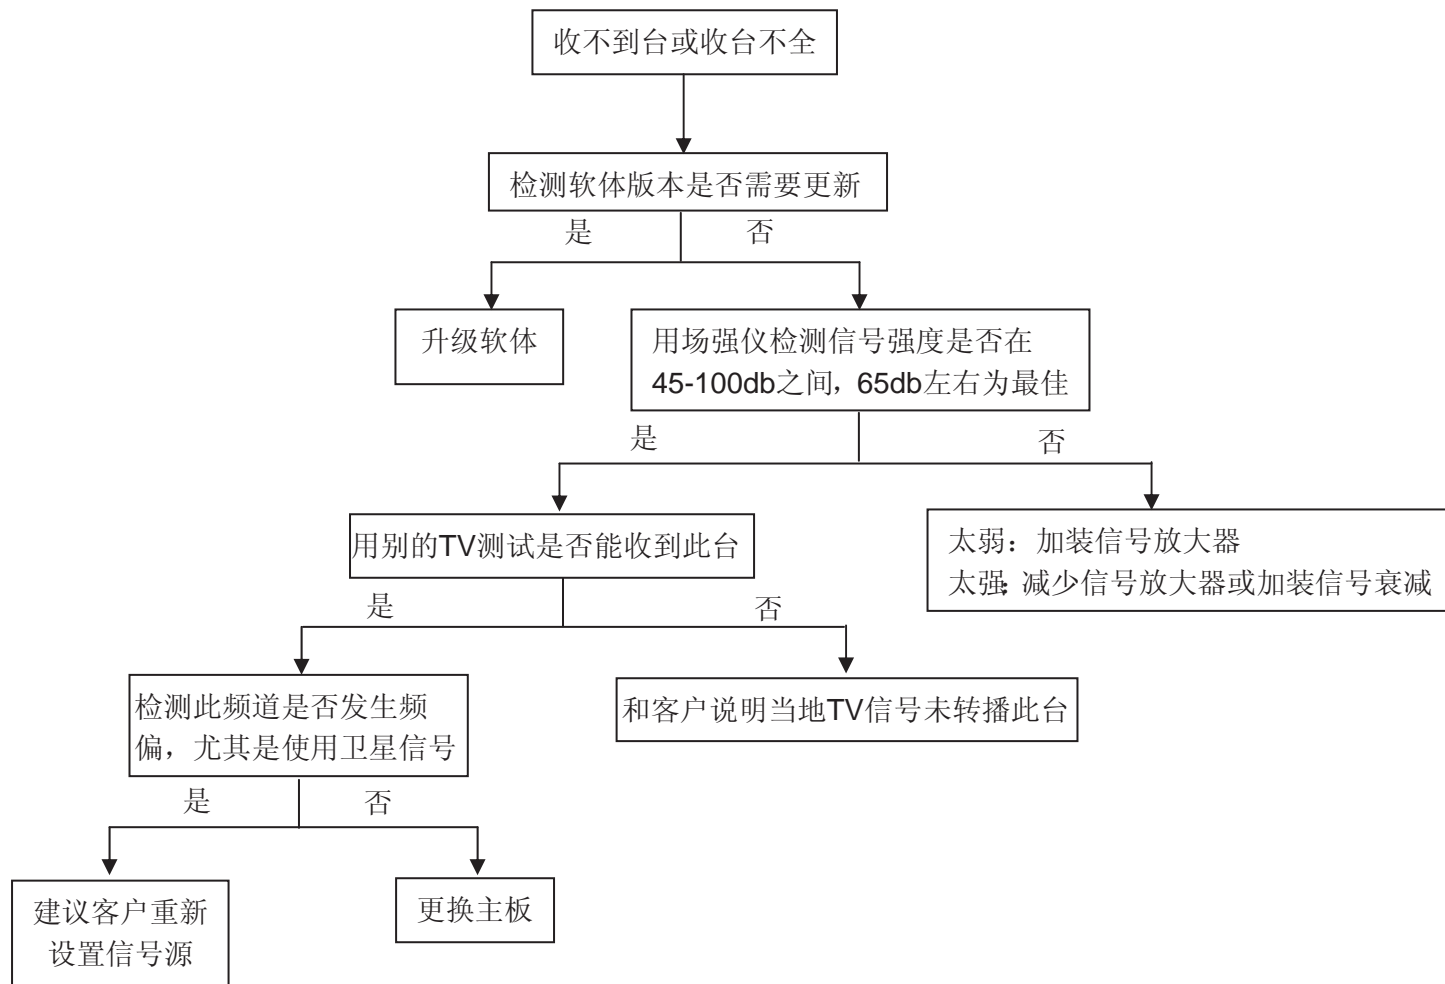 收不到台或收台不全
检测软体版本是否需要更新
是
否
升级软体
用场强仪检测信号强度是否在
45-100db之间，65db左右为最佳
是
否
用别的TV测试是否能收到此台
太弱：加装信号放大器
太强：减少信号放大器或加装信号衰减
是
否
检测此频道是否发生频
偏，尤其是使用卫星信号
和客户说明当地TV信号未转播此台
是
否
建议客户重新
设置信号源
更换主板